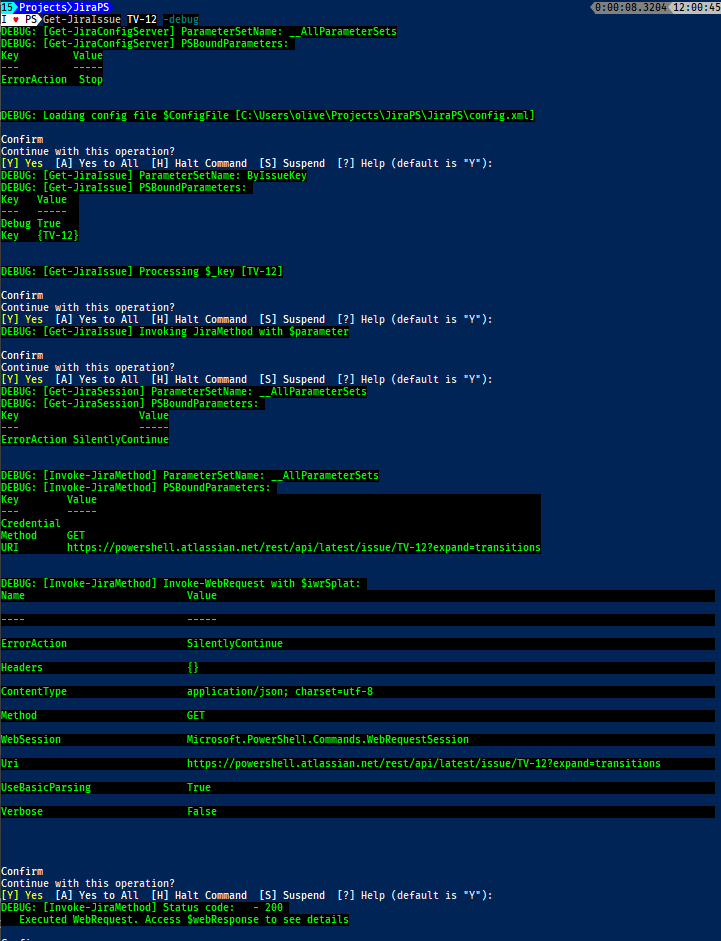 15 Projects JiraPS 0:00:08.3204 12:00:45
I ♥ PS Get-JiraIssue TV-12 -debug
DEBUG: [Get-JiraConfigServer] ParameterSetName: __AllParameterSets
DEBUG: [Get-JiraConfigServer] PSBoundParameters:
Key         Value
---         -----
ErrorAction  Stop
DEBUG: Loading config file $ConfigFile [C:\Users\olive\Projects\JiraPS\JiraPS\config.xml]
Confirm
Continue with this operation?
[Y] Yes  [A] Yes to All  [H] Halt Command  [S] Suspend  [?] Help (default is "Y"):
DEBUG: [Get-JiraIssue] ParameterSetName: ByIssueKey
DEBUG: [Get-JiraIssue] PSBoundParameters:
Key   Value
---   -----
Debug True
Key   {TV-12}
DEBUG: [Get-JiraIssue] Processing $_key [TV-12]
Confirm
Continue with this operation?
[Y] Yes  [A] Yes to All  [H] Halt Command  [S] Suspend  [?] Help (default is "Y"):
DEBUG: [Get-JiraIssue] Invoking JiraMethod with $parameter
Confirm
Continue with this operation?
[Y] Yes  [A] Yes to All  [H] Halt Command  [S] Suspend  [?] Help (default is "Y"):
DEBUG: [Get-JiraSession] ParameterSetName: __AllParameterSets
DEBUG: [Get-JiraSession] PSBoundParameters:
Key                    Value
---                    -----
ErrorAction SilentlyContinue
DEBUG: [Invoke-JiraMethod] ParameterSetName: __AllParameterSets
DEBUG: [Invoke-JiraMethod] PSBoundParameters:
Key        Value
---        -----
Credential
Method     GET
URI        https://powershell.atlassian.net/rest/api/latest/issue/TV-12?expand=transitions
DEBUG: [Invoke-JiraMethod] Invoke-WebRequest with $iwrSplat:
Name                           Value
----                           -----
ErrorAction                    SilentlyContinue
Headers                        {}
ContentType                    application/json; charset=utf-8
Method                         GET
WebSession                     Microsoft.PowerShell.Commands.WebRequestSession
Uri                            https://powershell.atlassian.net/rest/api/latest/issue/TV-12?expand=transitions
UseBasicParsing                True
Verbose                        False
Confirm
Continue with this operation?
[Y] Yes  [A] Yes to All  [H] Halt Command  [S] Suspend  [?] Help (default is "Y"):
DEBUG: [Invoke-JiraMethod] Status code:   - 200
Executed WebRequest. Access $webResponse to see details